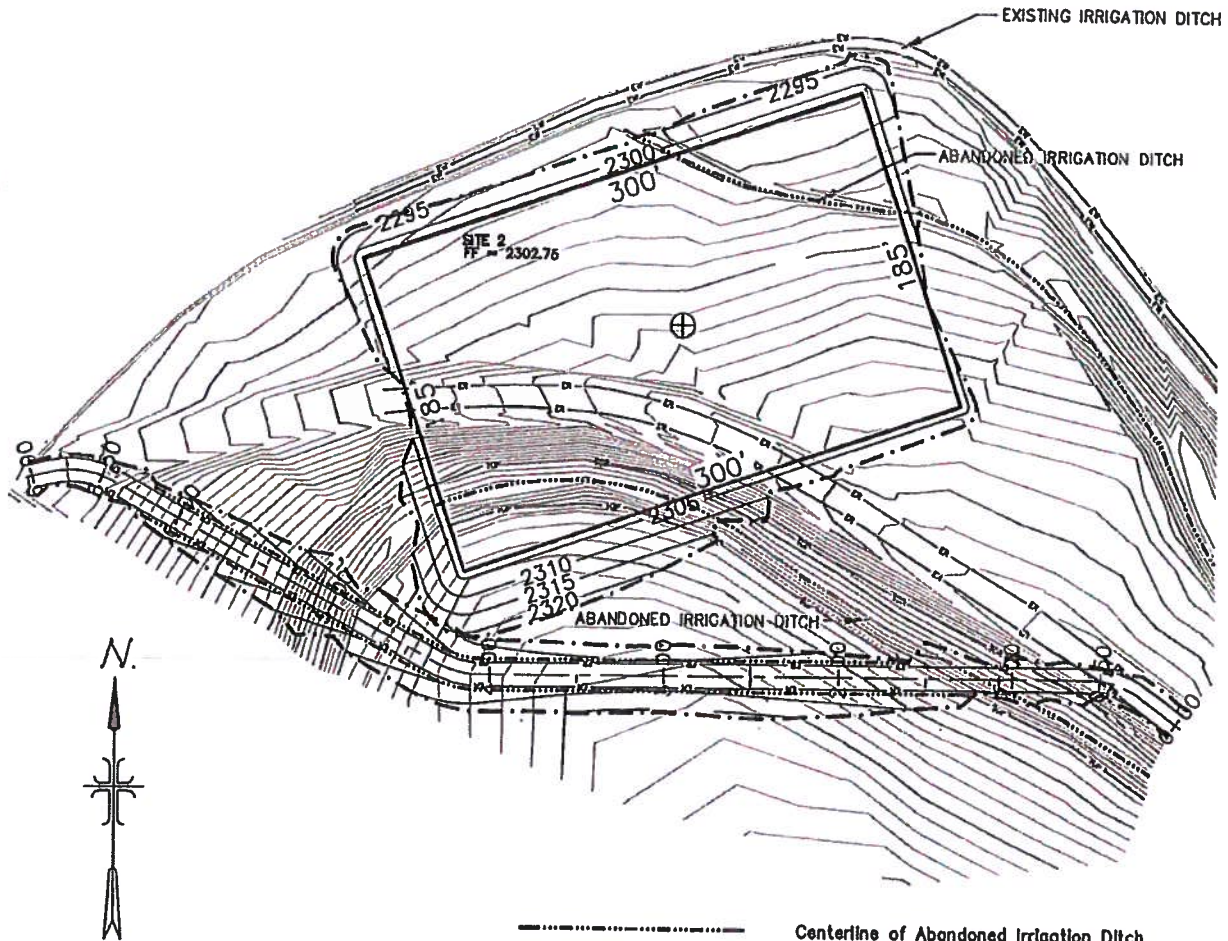 EXISTING IRRIGATION DITCH
2295
ABANDONED IRRIGATION DITCH
2300
300'
2295
SITE 2
FF = 2302.75
185'
185'
300'
2305
2310
2315
2320
ABANDONED IRRIGATION DITCH
N.
Centerline of Abandoned Irrigation Ditch